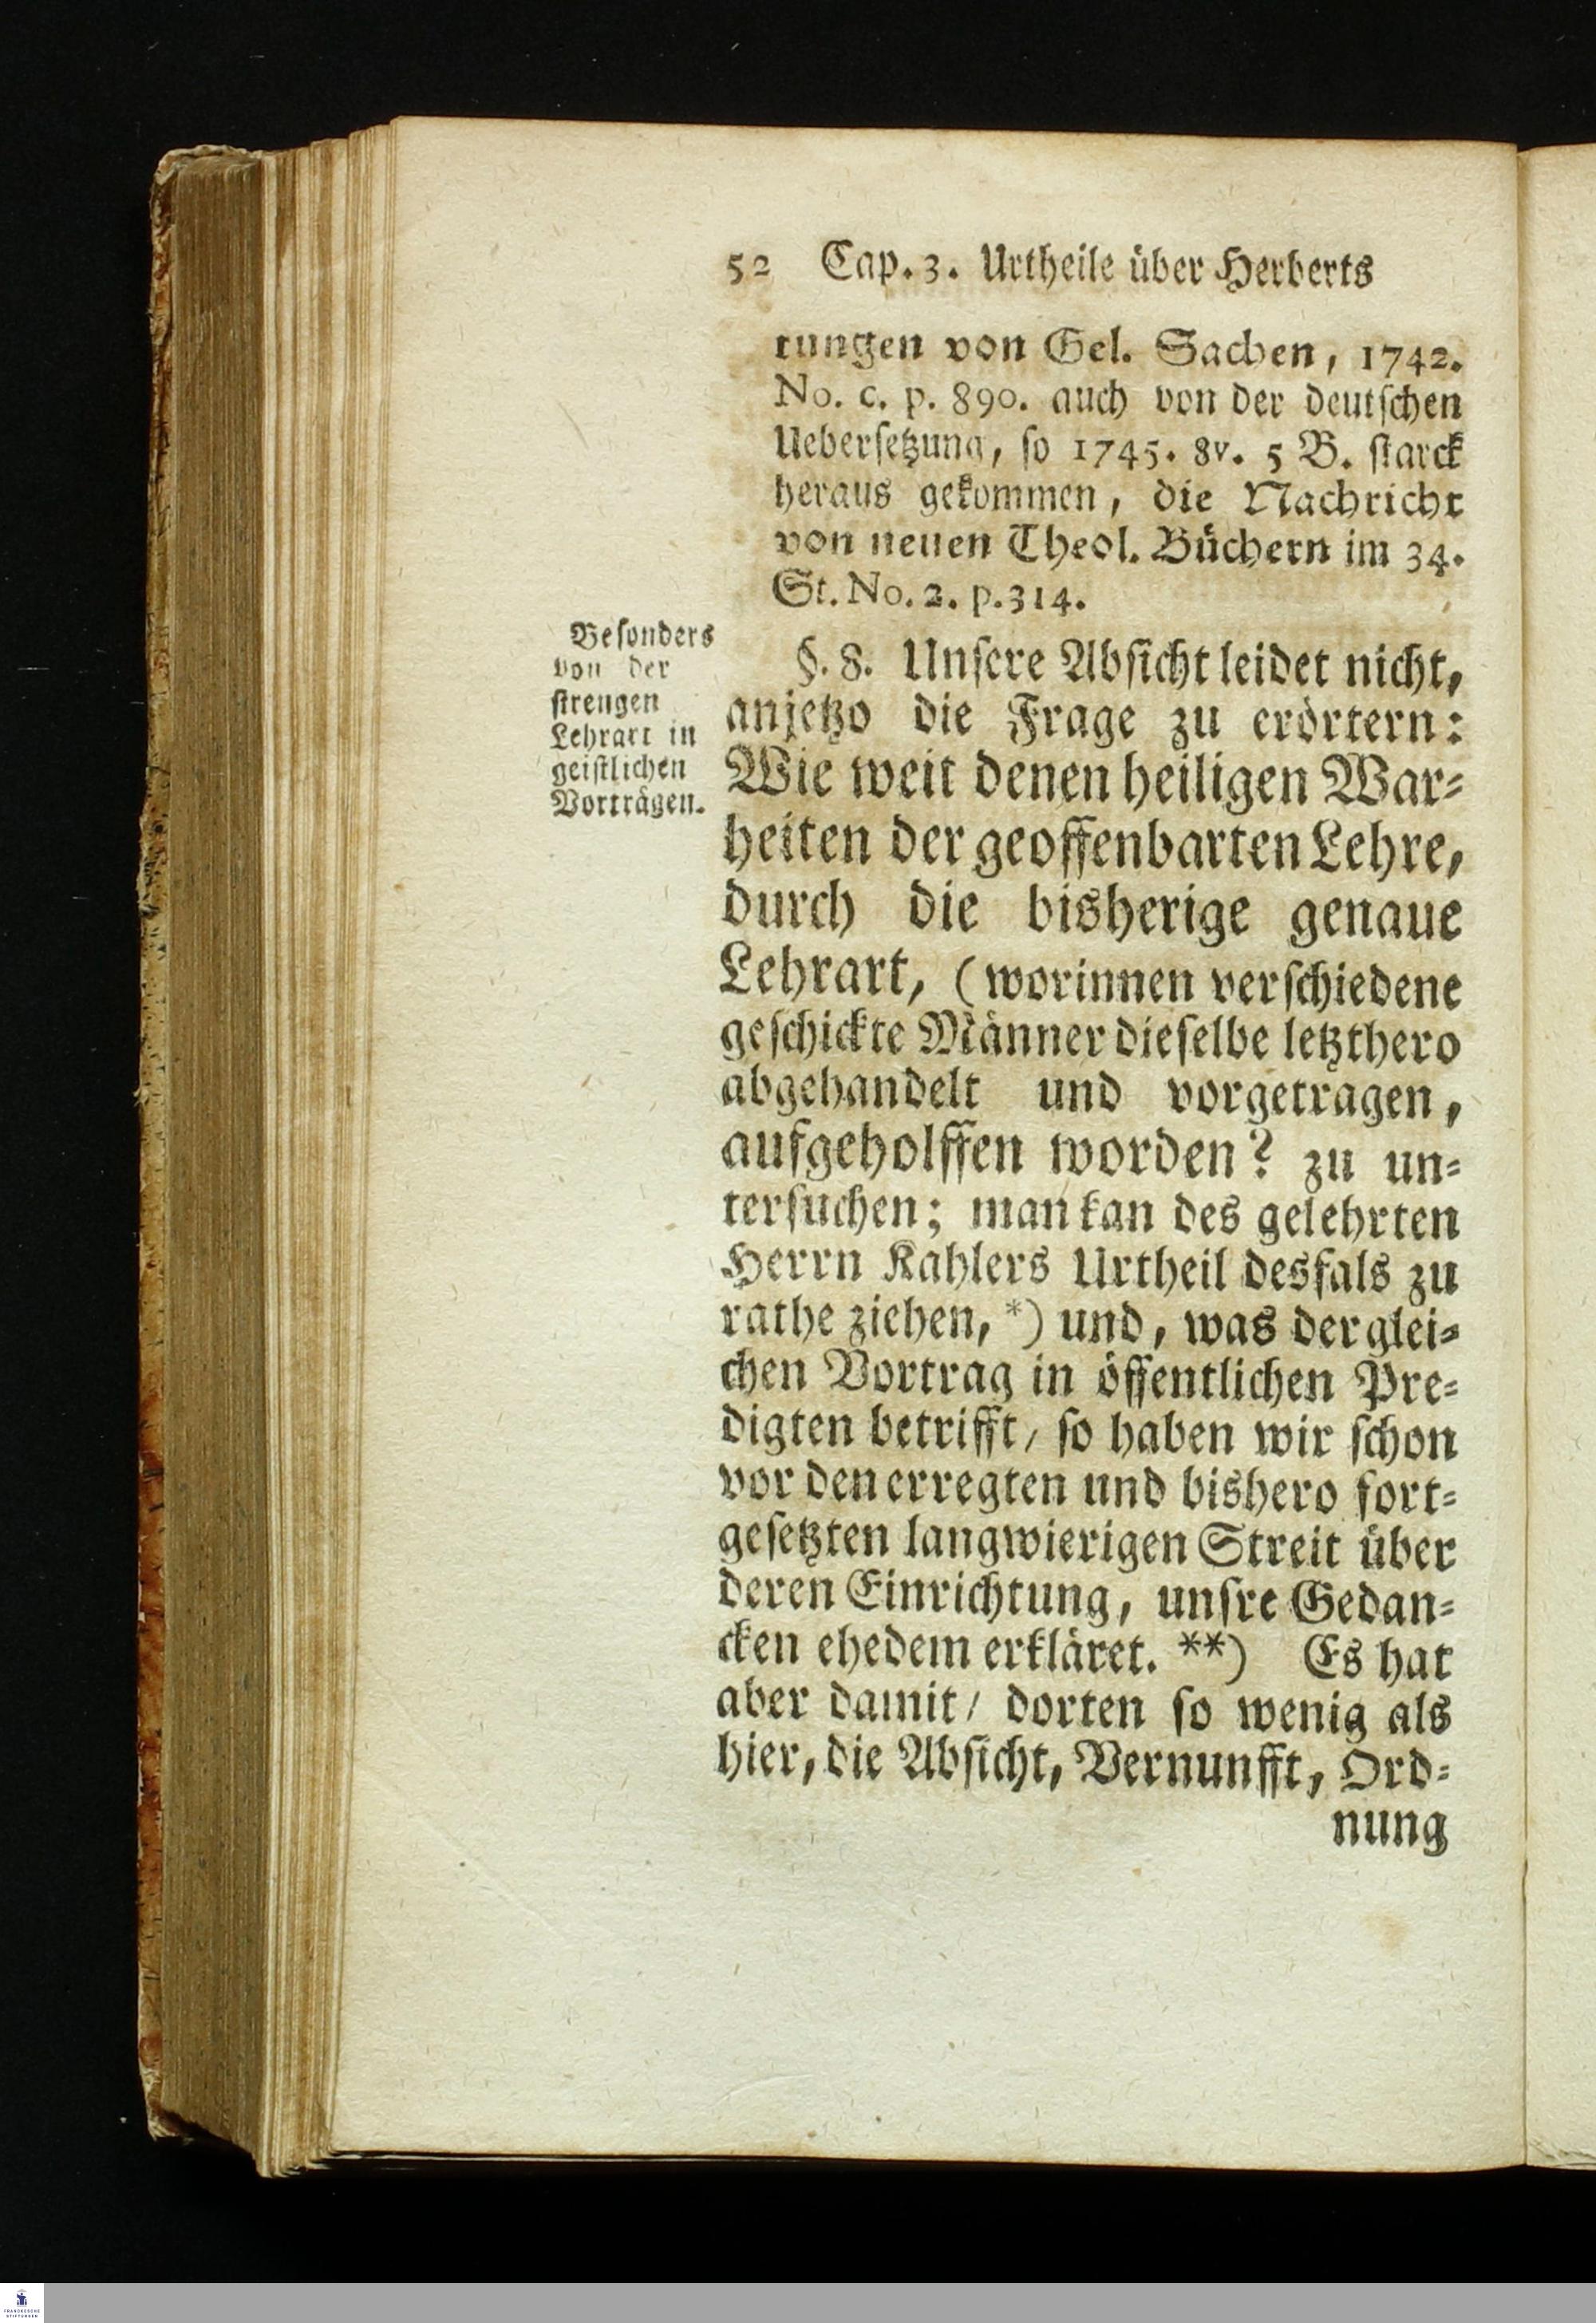 52 Cap. 3. Urtheile über Herberts
tungen von Gel. Sachen, 1742.
No. c. p. 890. auch von der deutschen
Uebersetzung, so 1745. 8v. 5 B. starck
heraus gekommen, die Nachricht
von neuen Theol. Büchern im 34.
St. No. 2. p. 314.
Besonders
von der
strengen
Lehrart in
geistlichen
Vorträgen.
§. 8. Unsere Absicht leidet nicht,
anjetzo die Frage zu erörtern:
Wie weit denen heiligen War=
heiten der geoffenbarten Lehre,
durch die bisherige genaue
Lehrart, (worinnen verschiedene
geschickte Männer dieselbe letzthero
abgehandelt und vorgetragen,
aufgeholffen worden? zu un=
tersuchen; man kan des gelehrten
Herrn Kahlers Urtheil desfals zu
rathe ziehen, *) und, was derglei=
chen Vortrag in öffentlichen Pre=
digten betrifft, so haben wir schon
vor den erregten und bishero fort=
gesetzten langwierigen Streit über
deren Einrichtung, unsre Gedan=
cken ehedem erkläret. **) Es hat
aber damit, dorten so wenig als
hier, die Absicht, Vernunfft, Ord=
nung
FRANCKESCHE
STIFTUNGEN